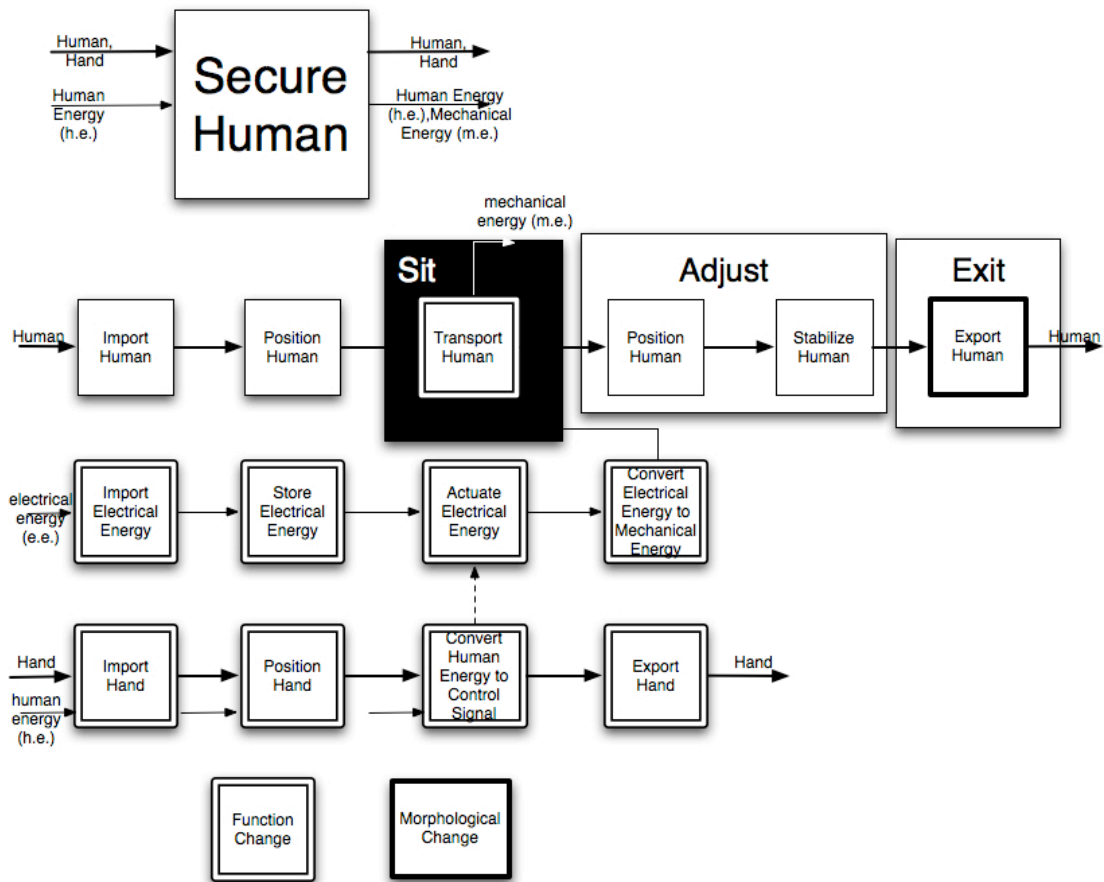 Human,
Hand
Human
Energy
(h.e.)
Secure
Human
Human,
Hand
Human Energy
(h.e.),Mechanical
Energy (m.e.)
mechanical
energy (m.e.)
Sit
Adjust
Exit
Human
Import
Human
Position
Human
Transport
Human
Position
Human
Stabilize
Human
Export
Human
Human
electrical
energy
(e.e.)
Import
Electrical
Energy
Store
Electrical
Energy
Actuate
Electrical
Energy
Convert
Electrical
Energy to
Mechanical
Energy
Hand
human
energy
(h.e.)
Import
Hand
Position
Hand
Convert
Human
Energy to
Control
Signal
Export
Hand
Hand
Function
Change
Morphological
Change